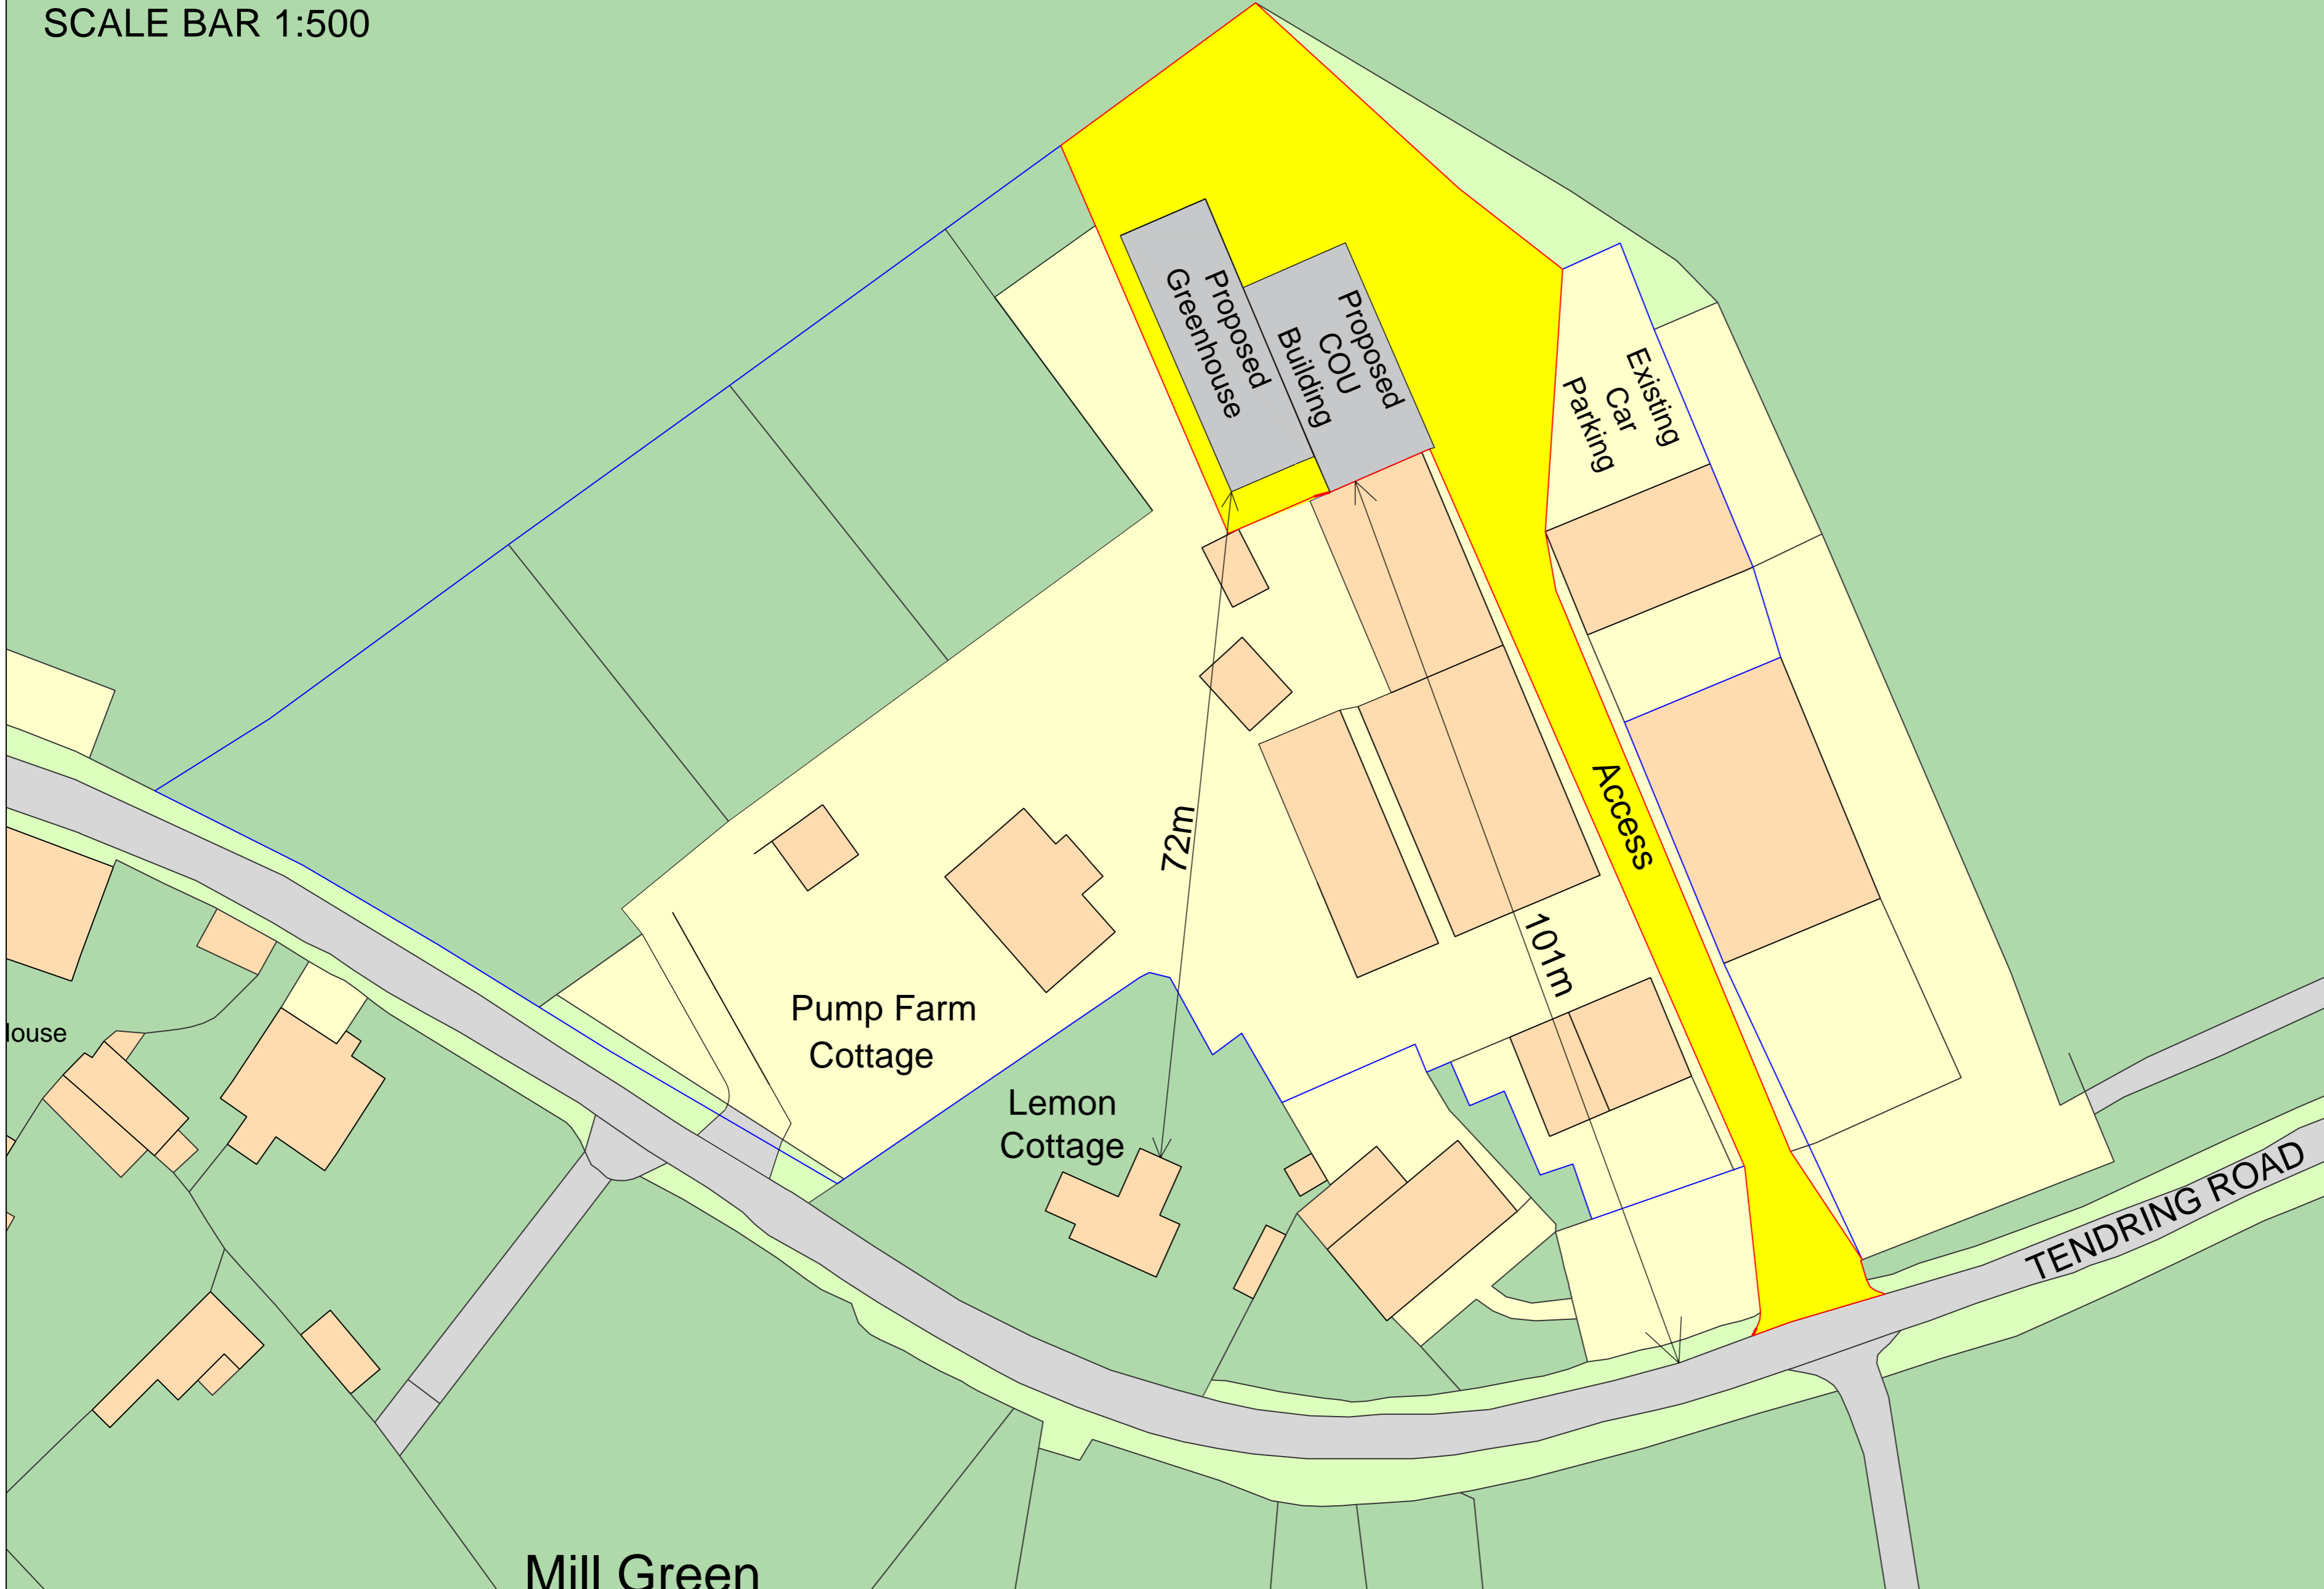 SCALE BAR 1:500
Proposed
Greenhouse
Proposed
COU
Building
Existing
Car
Parking
Access
72m
101m
Pump Farm
Cottage
Lemon
Cottage
TENDRING ROAD
Mill Green